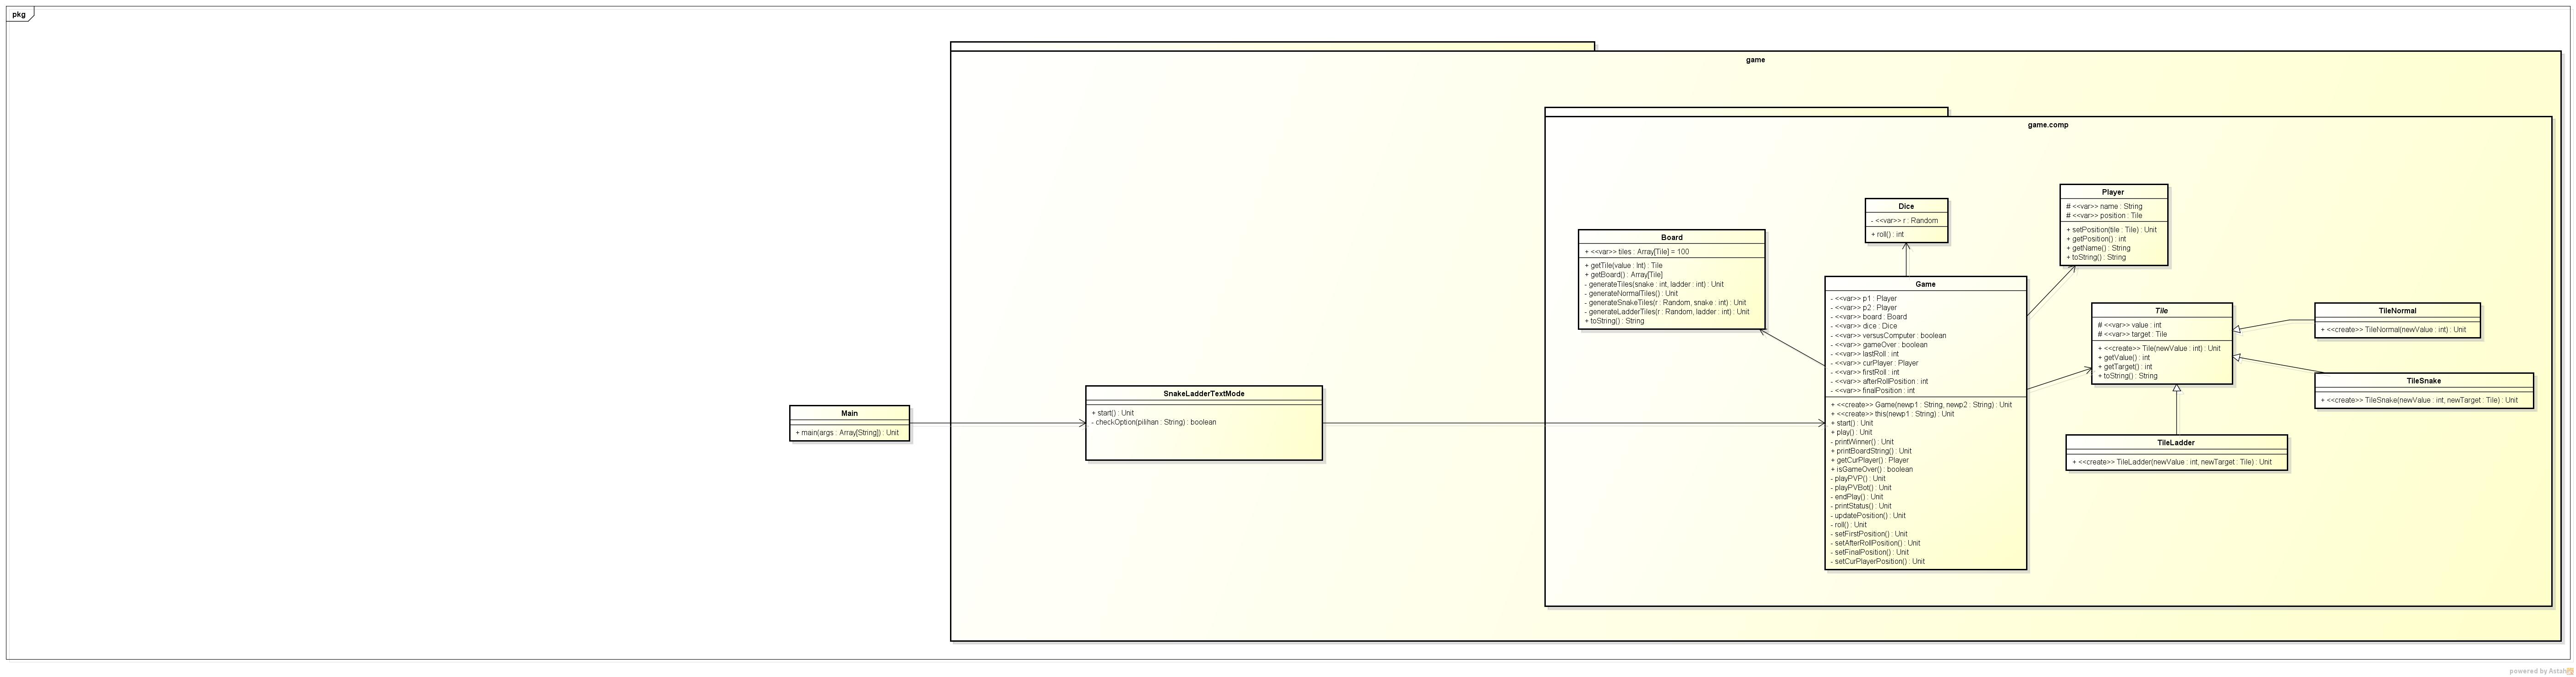 pkg
game
game.comp
Main
+ main(args : Array[String]) : Unit
SnakeLadderTextMode
+ start() : Unit
- checkOption(pilihan : String) : boolean
Board
+ <<var>> tiles : Array[Tile] = 100
+ getTile(value : Int) : Tile
+ getBoard() : Array[Tile]
- generateTiles(snake : int, ladder : int) : Unit
- generateNormalTiles() : Unit
- generateSnakeTiles(r : Random, snake : int) : Unit
- generateLadderTiles(r : Random, ladder : int) : Unit
+ toString() : String
Dice
- <<var>> r : Random
+ roll() : int
Game
- <<var>> p1 : Player
- <<var>> p2 : Player
- <<var>> board : Board
- <<var>> dice : Dice
- <<var>> versusComputer : boolean
- <<var>> gameOver : boolean
- <<var>> lastRoll : int
- <<var>> curPlayer : Player
- <<var>> firstRoll : int
- <<var>> afterRollPosition : int
- <<var>> finalPosition : int
+ <<create>> Game(newp1 : String, newp2 : String) : Unit
+ <<create>> this(newp1 : String) : Unit
+ start() : Unit
+ play() : Unit
- printWinner() : Unit
+ printBoardString() : Unit
+ getCurPlayer() : Player
+ isGameOver() : boolean
- playPVP() : Unit
- playPVBot() : Unit
- endPlay() : Unit
- printStatus() : Unit
- updatePosition() : Unit
- roll() : Unit
- setFirstPosition() : Unit
- setAfterRollPosition() : Unit
- setFinalPosition() : Unit
- setCurPlayerPosition() : Unit
Player
# <<var>> name : String
# <<var>> position : Tile
+ setPosition(tile : Tile) : Unit
+ getPosition() : int
+ getName() : String
+ toString() : String
Tile
# <<var>> value : int
# <<var>> target : Tile
+ <<create>> Tile(newValue : int) : Unit
+ getValue() : int
+ getTarget() : int
+ toString() : String
TileNormal
+ <<create>> TileNormal(newValue : int) : Unit
TileSnake
+ <<create>> TileSnake(newValue : int, newTarget : Tile) : Unit
TileLadder
+ <<create>> TileLadder(newValue : int, newTarget : Tile) : Unit
powered by Astah